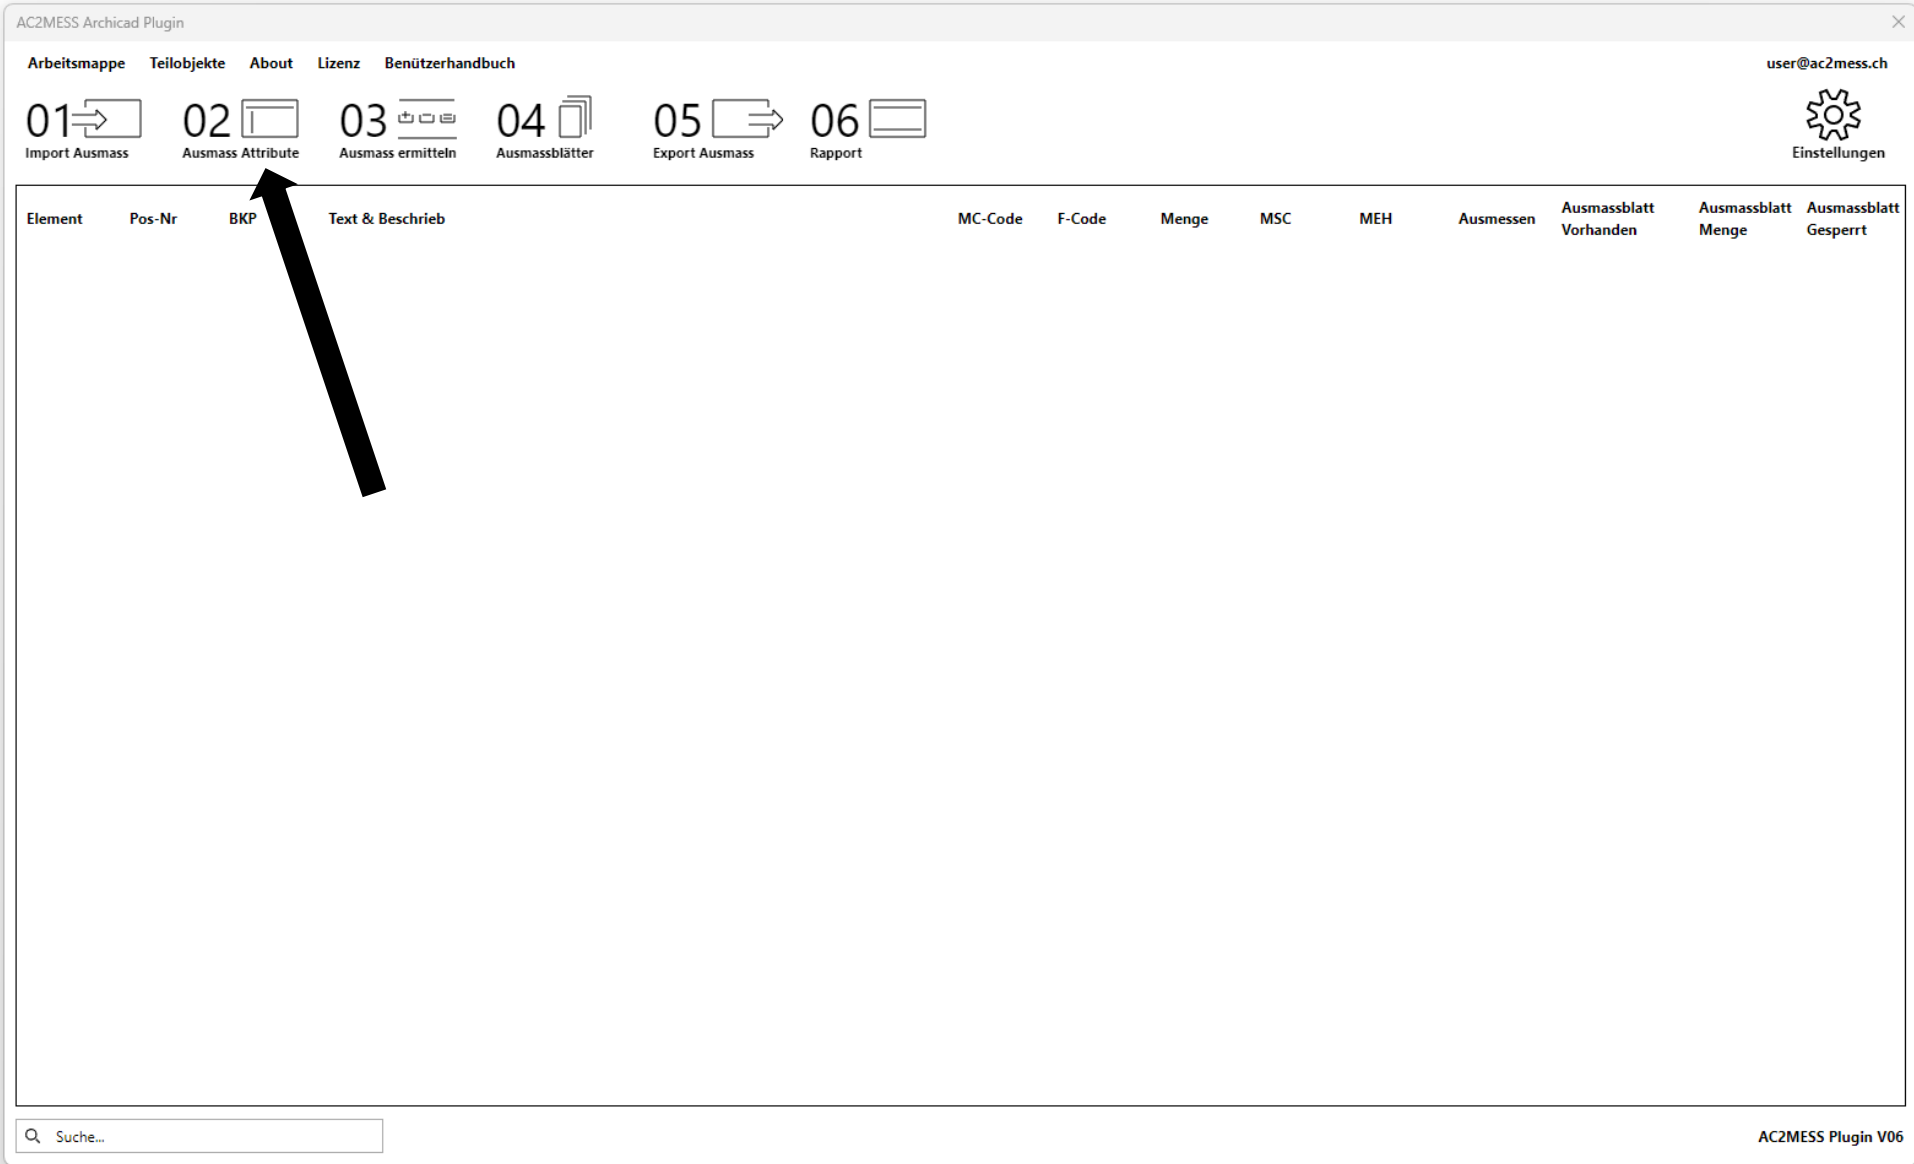 AC2MESS Archicad Plugin
Arbeitsmappe Teilobjekte About Lizenz Benützerhandbuch user@ac2mess.ch
01 02 03 04 05 06
Import Ausmass Ausmass Attribute Ausmass ermitteln Ausmassblätter Export Ausmass Rapport Einstellungen
Element Pos-Nr BKP Text & Beschrieb MC-Code F-Code Menge MSC MEH Ausmessen Ausmassblatt Vorhanden Ausmassblatt Menge Ausmassblatt Gesperrt
Suche...
AC2MESS Plugin V06